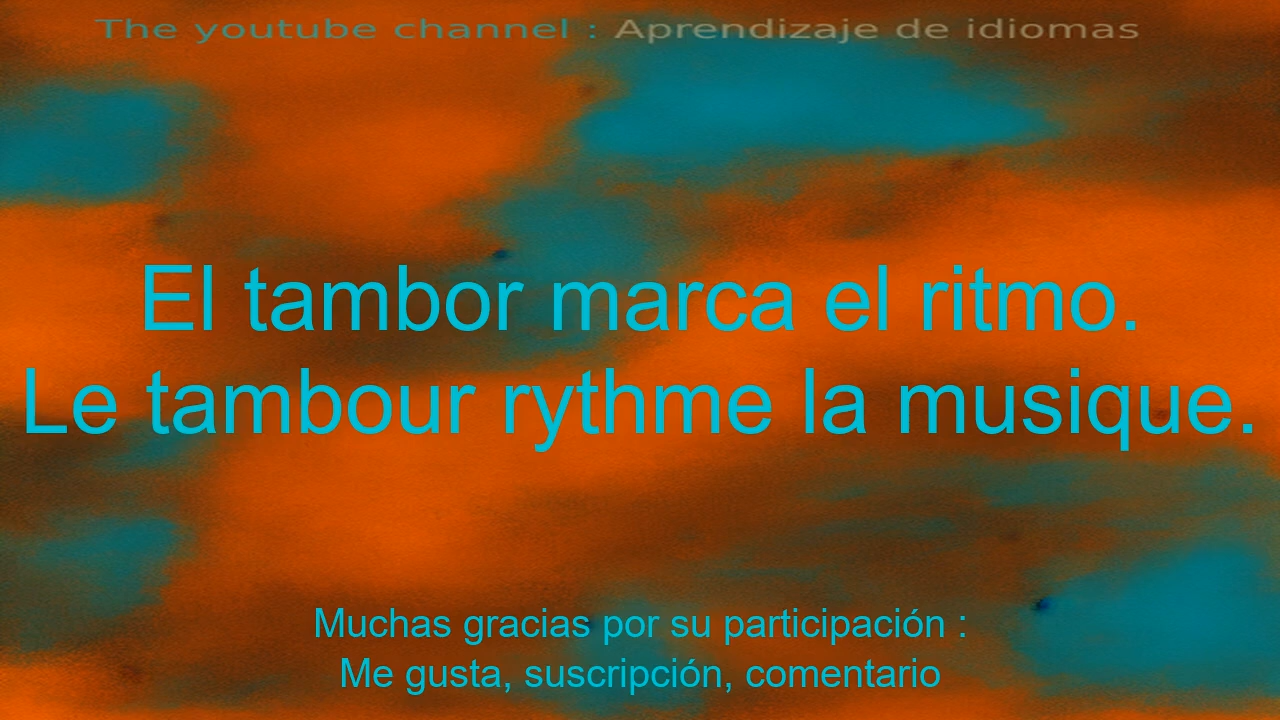 The youtube channel : Aprendizaje de idiomas
El tambor marca el ritmo.
Le tambour rythme la musique.
Muchas gracias por su participación :
Me gusta, suscripción, comentario